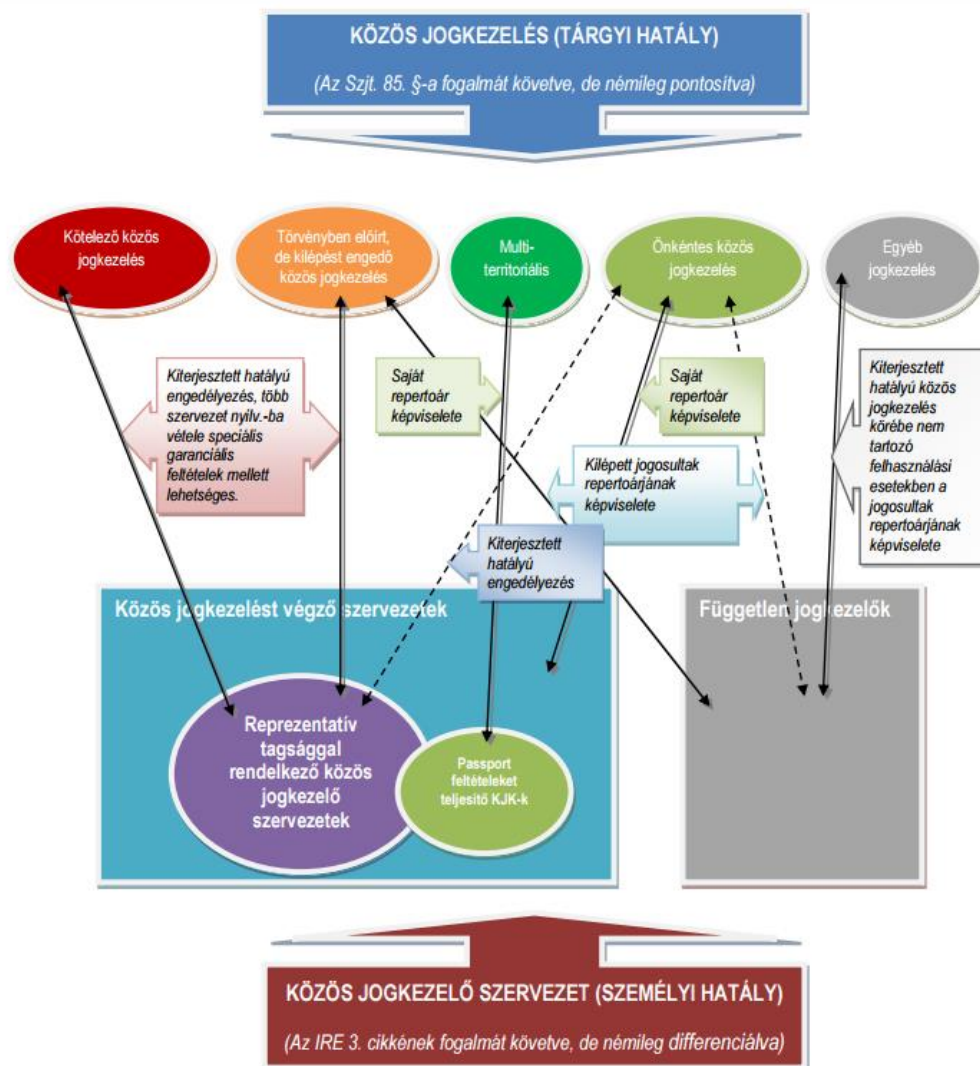 KÖZÖS JOGKEZELÉS (TÁRGYI HATÁLY)
(Az Szjt. 85. §-a fogalmát követve, de némileg pontosítva)
Kötelező közös
jogkezelés
Törvényben előírt,
de kilépést engedő
közös jogkezelés
Multi-
territoriális
Önkéntes közös
jogkezelés
Egyéb
jogkezelés
Kiterjesztett hatályú
engedélyezés, több
szervezet nyilv.-ba
vétele speciális
garanciális
feltételek mellett
lehetséges.
Saját
repertoár
képviselete
Saját
repertoár
képviselete
Kiterjesztett
hatályú közös
jogkezelés
körébe nem
tartozó
felhasználási
esetekben a
jogosultak
repertoárjának
képviselete
Kilépett jogosultak
repertoárjának
képviselete
Kiterjesztett
hatályú
engedélyezés
Közös jogkezelést végző szervezetek
Független jogkezelők
Reprezentatív
tagsággal
rendelkező közös
jogkezelő
szervezetek
Passport
feltételeket
teljesítő KJK-k
KÖZÖS JOGKEZELŐ SZERVEZET (SZEMÉLYI HATÁLY)
(Az IRE 3. cikkének fogalmát követve, de némileg differenciálva)